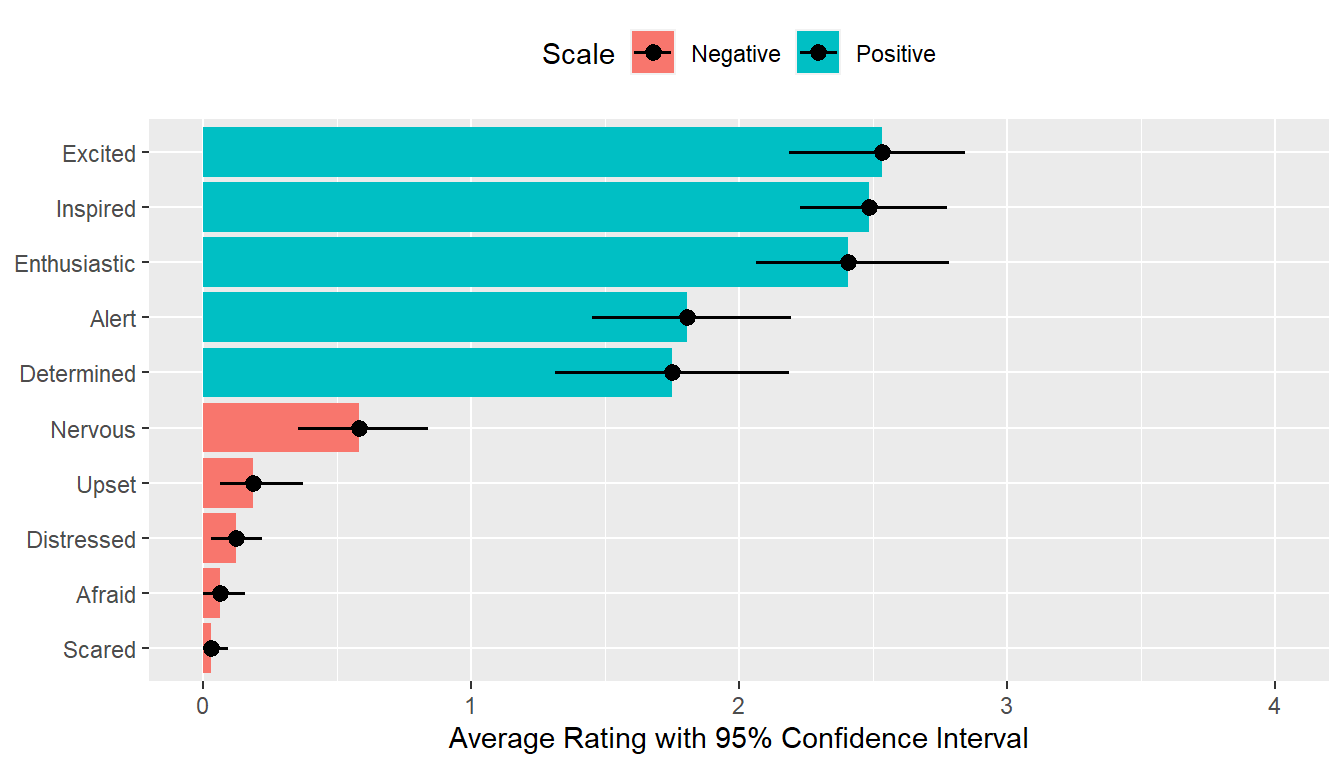 Scale Negative Positive
Excited
Inspired
Enthusiastic
Alert
Determined
Nervous
Upset
Distressed
Afraid
Scared
0 1 2 3 4
Average Rating with 95% Confidence Interval